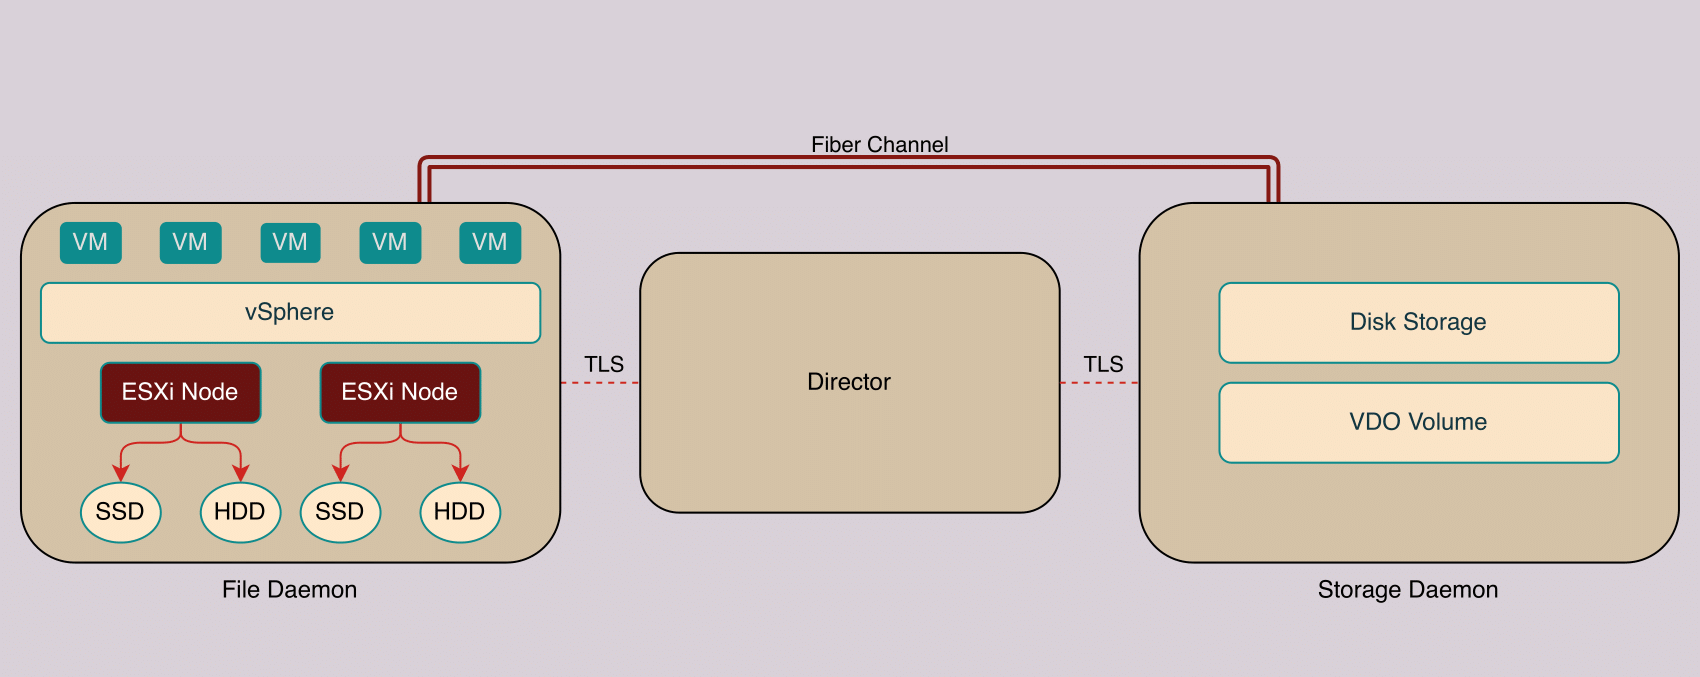 Fiber Channel
VM VM VM VM VM
vSphere
ESXi Node ESXi Node
SSD HDD SSD HDD
File Daemon
TLS
Director
TLS
Disk Storage
VDO Volume
Storage Daemon